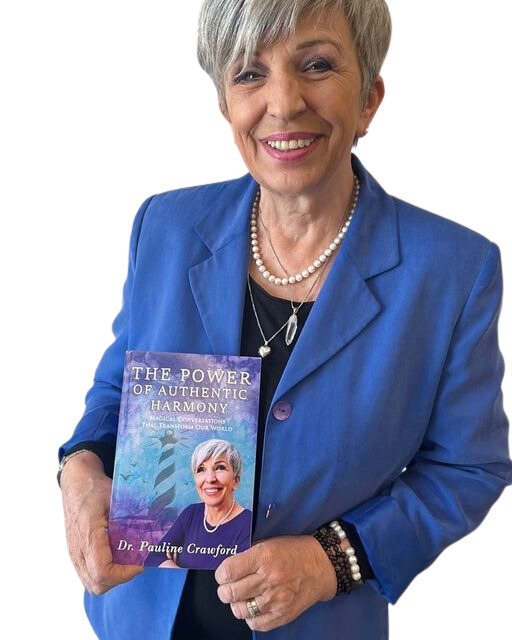 THE POWER
OF AUTHENTIC
HARMONY
MAGICAL CONVERSATIONS
THAT TRANSFORM OUR WORLD
Dr. Pauline Crawford